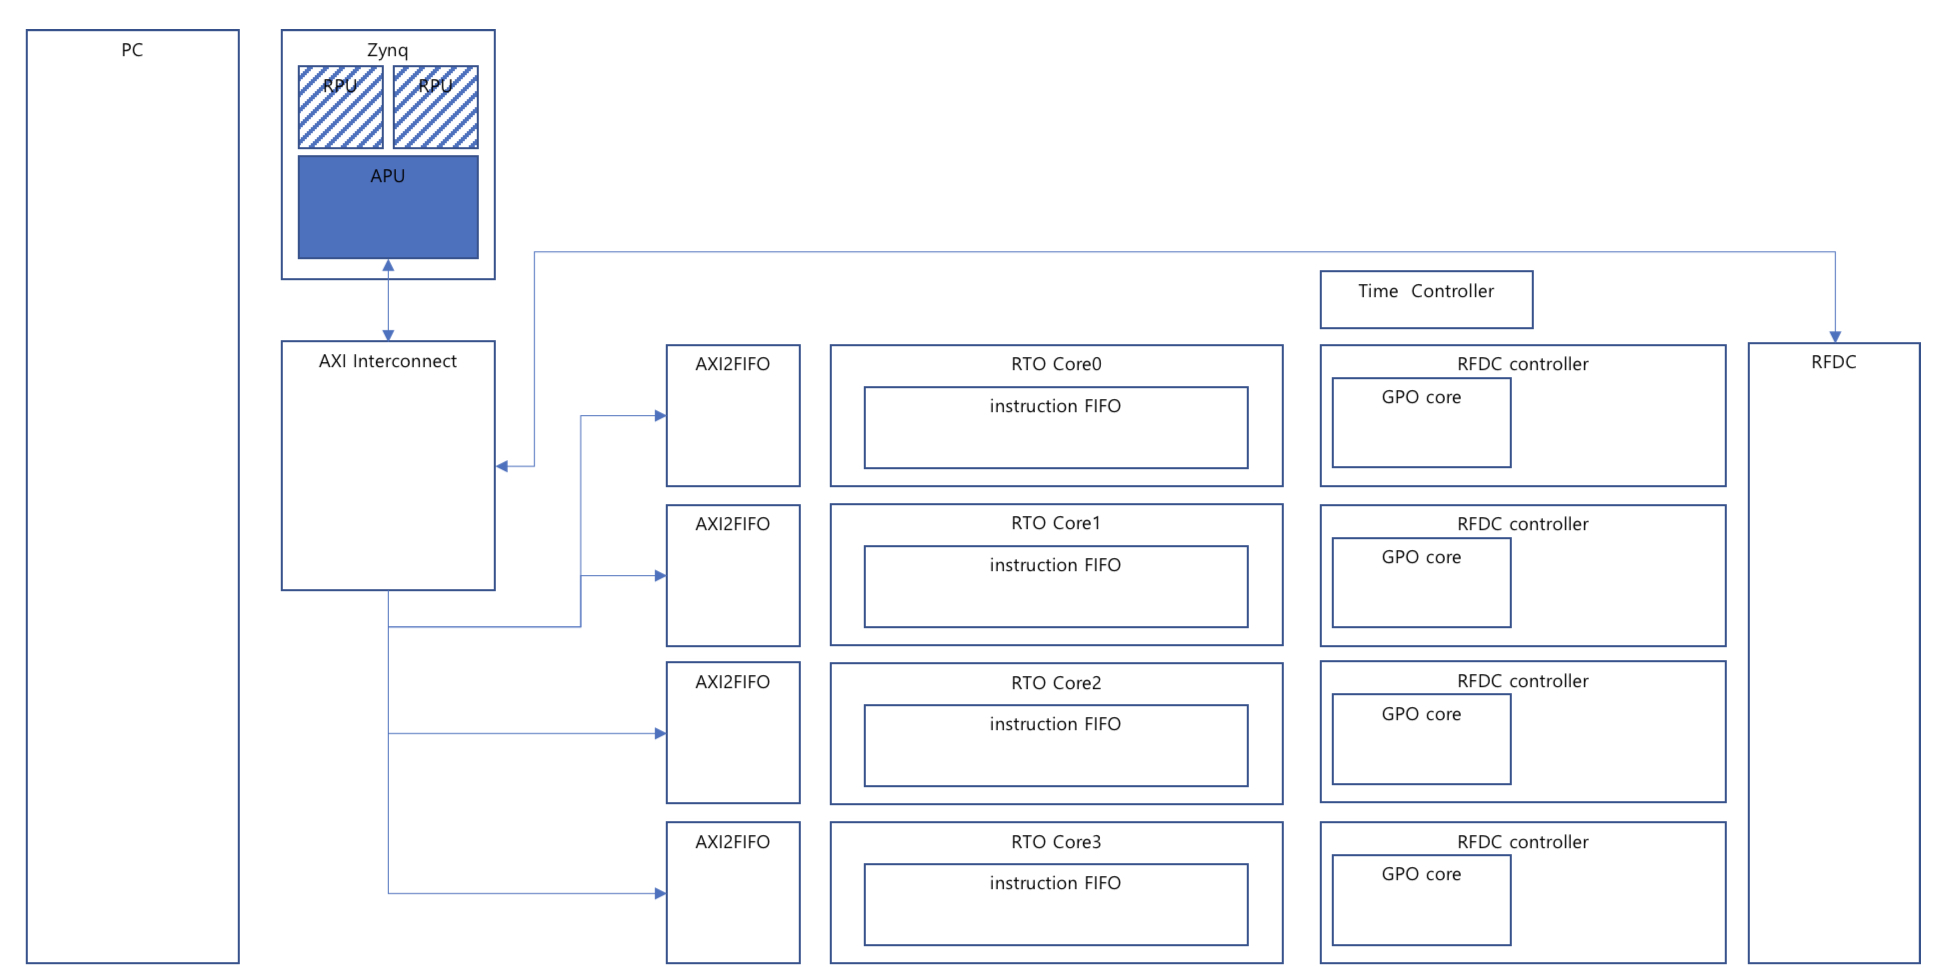 PC
Zynq
RPU
RPU
APU
AXI Interconnect
Time Controller
AXI2FIFO
RTO Core0
instruction FIFO
RFDC controller
GPO core
RFDC
AXI2FIFO
RTO Core1
instruction FIFO
RFDC controller
GPO core
AXI2FIFO
RTO Core2
instruction FIFO
RFDC controller
GPO core
AXI2FIFO
RTO Core3
instruction FIFO
RFDC controller
GPO core